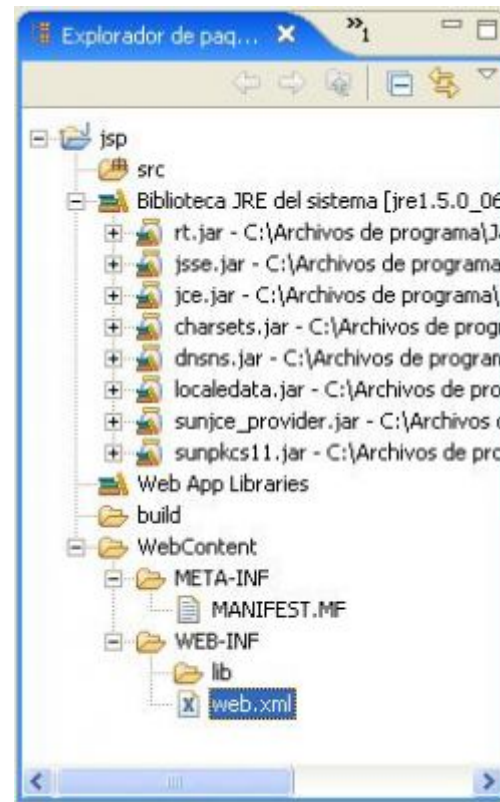 Explorador de paq...
»1
jsp
src
Biblioteca JRE del sistema [jre1.5.0_06
rt.jar - C:\Archivos de programa\Ja
jsse.jar - C:\Archivos de programa
jce.jar - C:\Archivos de programa\
charsets.jar - C:\Archivos de progr
dnsns.jar - C:\Archivos de program
localedata.jar - C:\Archivos de pro
sunjce_provider.jar - C:\Archivos d
sunpkcs11.jar - C:\Archivos de pro
Web App Libraries
build
WebContent
META-INF
MANIFEST.MF
WEB-INF
lib
web.xml